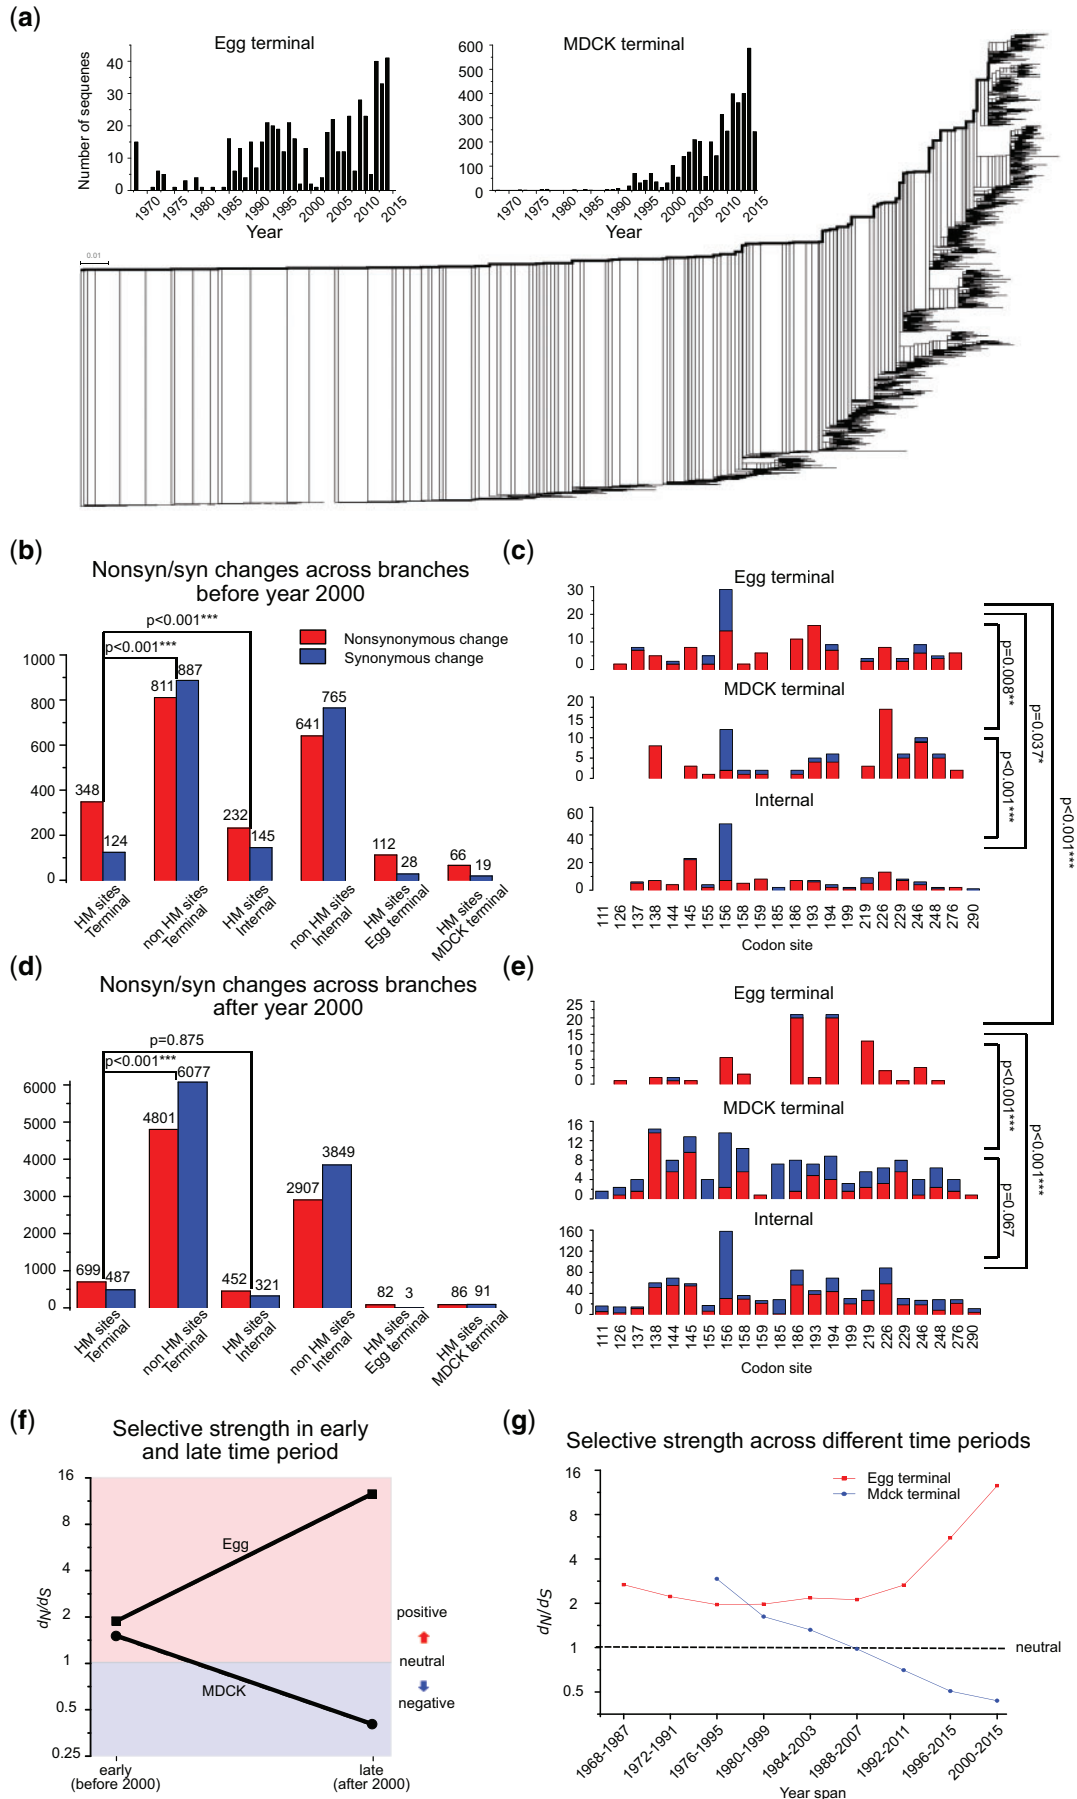 (a)
Egg terminal
MDCK terminal
Number of sequenes
40
30
20
10
0
1970
1975
1980
1985
1990
1995
2000
2005
2010
2015
Year
600
500
400
300
200
100
0
1970
1975
1980
1985
1990
1995
2000
2005
2010
2015
Year
0.01
(b)
Nonsyn/syn changes across branches
before year 2000
p<0.001***
p<0.001***
Nonsynonymous change
Synonymous change
1000
800
600
400
200
0
348
124
811
887
232
145
641
765
112
28
66
19
HM sites
Terminal
non HM sites
Terminal
HM sites
Internal
non HM sites
Internal
HM sites
Egg terminal
HM sites
MDCK terminal
(c)
Egg terminal
30
20
10
0
MDCK terminal
20
15
10
5
0
Internal
60
40
20
0
111 126 137 138 144 145 155 156 158 159 185 186 193 194 199 219 226 229 246 248 276 290
Codon site
p=0.008**
p<0.001***
p=0.037*
p<0.001***
(d)
Nonsyn/syn changes across branches
after year 2000
p=0.875
p<0.001***
6000
5000
4000
3000
2000
1000
0
699
487
4801
6077
452
321
2907
3849
82
3
86
91
HM sites
Terminal
non HM sites
Terminal
HM sites
Internal
non HM sites
Internal
HM sites
Egg terminal
HM sites
MDCK terminal
(e)
Egg terminal
25
20
15
10
5
0
MDCK terminal
16
12
8
4
0
Internal
160
120
80
40
0
111 126 137 138 144 145 155 156 158 159 185 186 193 194 199 219 226 229 246 248 276 290
Codon site
p<0.001***
p=0.067
p<0.001***
(f)
Selective strength in early
and late time period
16
8
4
2
1
0.5
0.25
dN/dS
Egg
MDCK
positive
neutral
negative
early
(before 2000)
late
(after 2000)
(g)
Selective strength across different time periods
16
8
4
2
1
0.5
dN/dS
Egg terminal
Mdck terminal
neutral
1968-1987
1972-1991
1976-1995
1980-1999
1984-2003
1988-2007
1992-2011
1996-2015
2000-2015
Year span